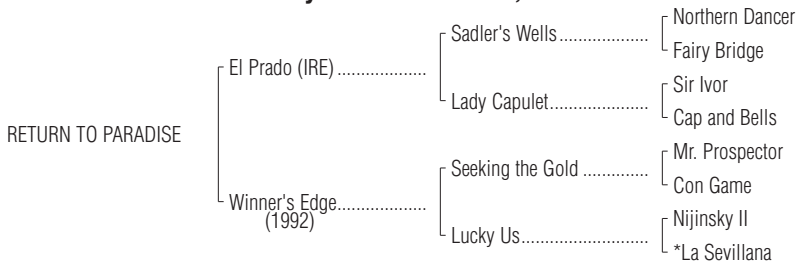 Northern Dancer
Sadler's Wells....................
Fairy Bridge
El Prado (IRE)....................
Sir Ivor
Lady Capulet......................
Cap and Bells
RETURN TO PARADISE
Mr. Prospector
Seeking the Gold ..............
Con Game
Winner's Edge....................
(1992)
Nijinsky II
Lucky Us...........................
*La Sevillana